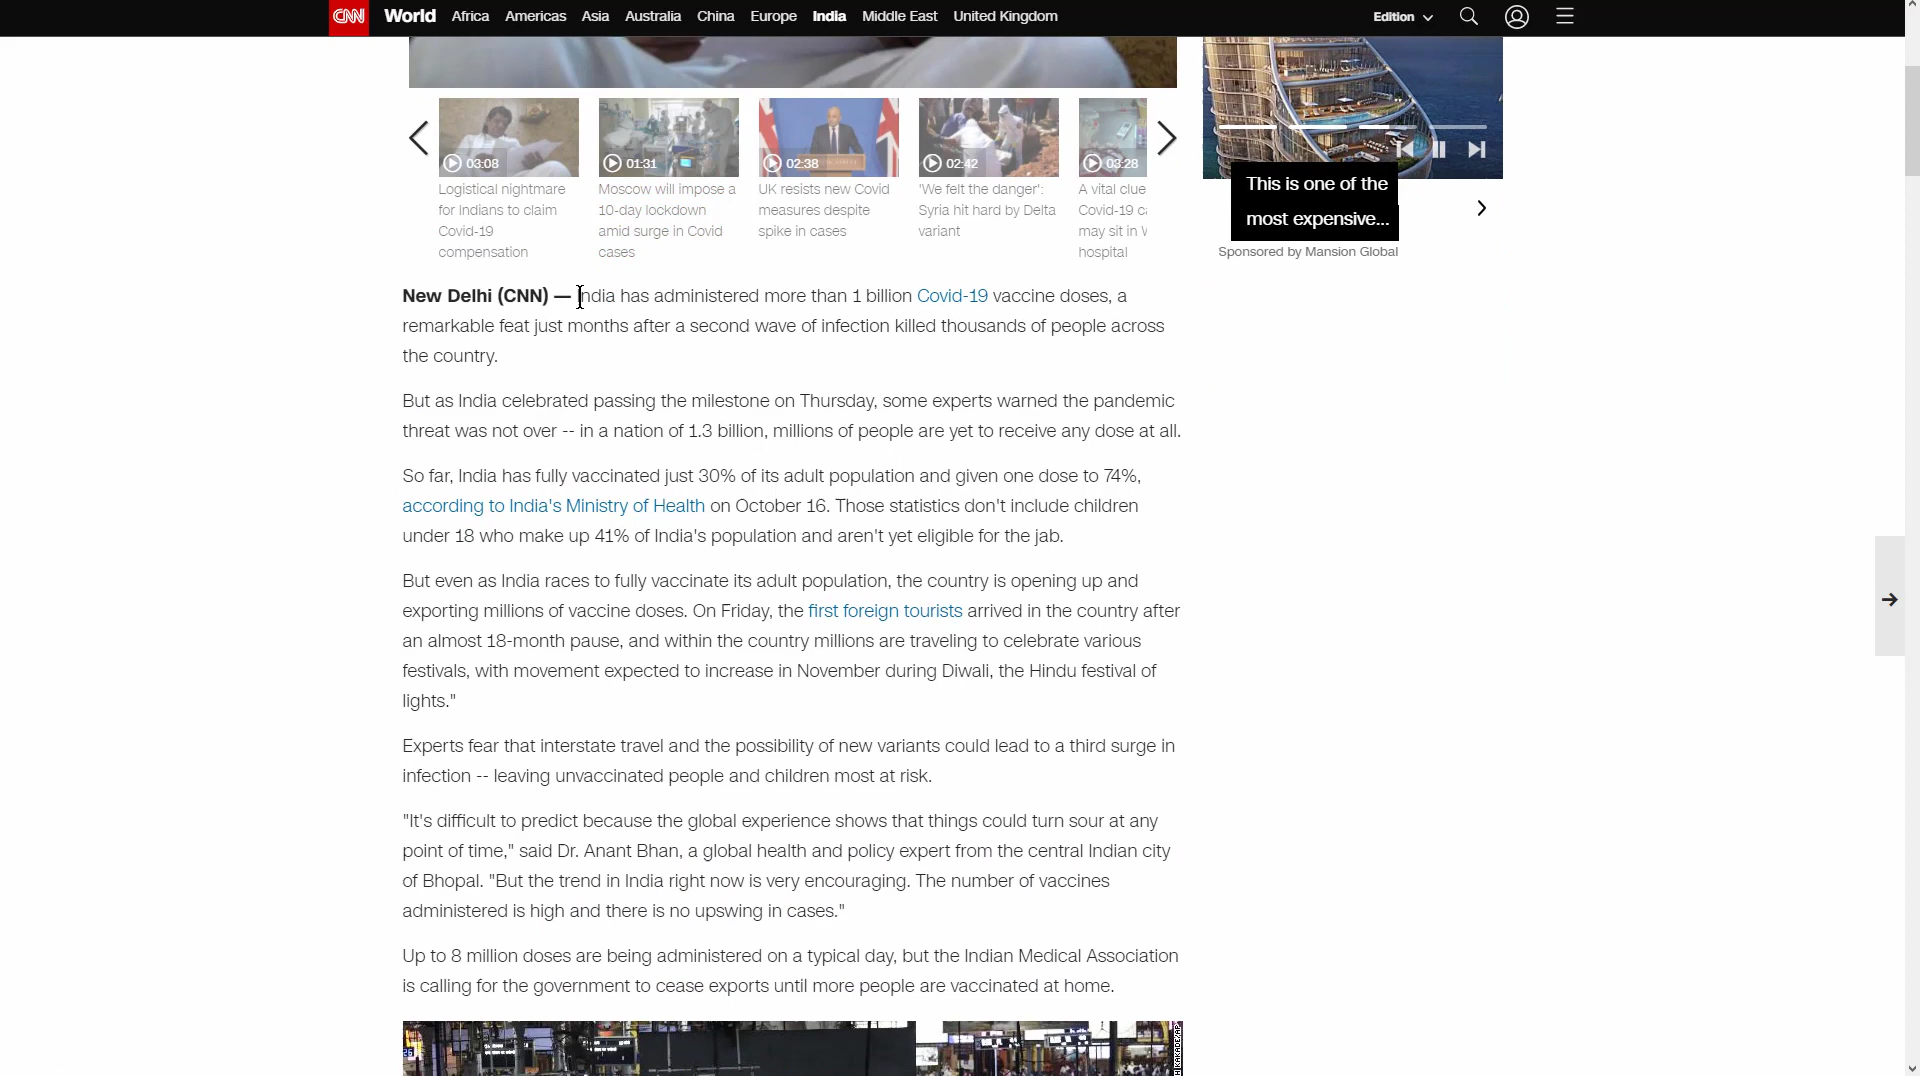 CNN World Africa Americas Asia Australia China Europe India Middle East United Kingdom Edition
03:08
01:31
02:38
02:42
03:28
Logistical nightmare
for Indians to claim
Covid-19
compensation
Moscow will impose a
10-day lockdown
amid surge in Covid
cases
UK resists new Covid
measures despite
spike in cases
'We felt the danger':
Syria hit hard by Delta
variant
A vital clue
Covid-19 c
may sit in
hospital
This is one of the
most expensive...
Sponsored by Mansion Global
New Delhi (CNN) — India has administered more than 1 billion Covid-19 vaccine doses, a
remarkable feat just months after a second wave of infection killed thousands of people across
the country.
But as India celebrated passing the milestone on Thursday, some experts warned the pandemic
threat was not over -- in a nation of 1.3 billion, millions of people are yet to receive any dose at all.
So far, India has fully vaccinated just 30% of its adult population and given one dose to 74%,
according to India's Ministry of Health on October 16. Those statistics don't include children
under 18 who make up 41% of India's population and aren't yet eligible for the jab.
But even as India races to fully vaccinate its adult population, the country is opening up and
exporting millions of vaccine doses. On Friday, the first foreign tourists arrived in the country after
an almost 18-month pause, and within the country millions are traveling to celebrate various
festivals, with movement expected to increase in November during Diwali, the Hindu festival of
lights."
Experts fear that interstate travel and the possibility of new variants could lead to a third surge in
infection -- leaving unvaccinated people and children most at risk.
"It's difficult to predict because the global experience shows that things could turn sour at any
point of time," said Dr. Anant Bhan, a global health and policy expert from the central Indian city
of Bhopal. "But the trend in India right now is very encouraging. The number of vaccines
administered is high and there is no upswing in cases."
Up to 8 million doses are being administered on a typical day, but the Indian Medical Association
is calling for the government to cease exports until more people are vaccinated at home.